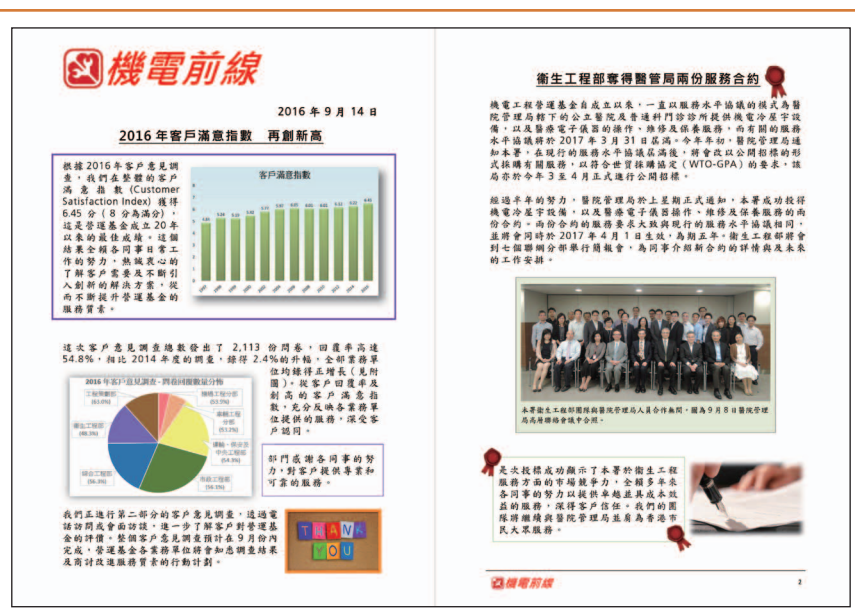 機電前線
2016 年 9 月 14 日
2016 年客戶滿意指數 再創新高
根據 2016 年客戶意見調
查，我們在整體的客戶
滿意指數 (Customer
Satisfaction Index) 獲得
6.45 分 ( 8 分為滿分)，
這是營運基金成立 20 年
以來的最佳成績。這個
結果全賴各同事日常工
作的努力，熱誠衷心的
了解客戶需要及不斷引
入創新的解決方案，從
而不斷提升營運基金的
服務質素。
客戶滿意指數
這次客戶意見調查總數發出了 2,113 份問卷，回覆率高達
54.8%，相比 2014 年度的調查，錄得 2.4%的升幅，全部業務單
位均錄得正增長 (見附
圖)。從客戶回覆率及
創高的客戶滿意指
數，充分反映各業務單
位提供的服務，深受客
戶認同。
2016 年客戶意見調查 - 問卷回覆數量分佈
部門感謝各同事的努
力，對客戶提供專業和
可靠的服務。
我們正進行第二部分的客戶意見調查，透過電
話訪問或會面訪談，進一步了解客戶對營運基
金的評價。整個客戶意見調查預計在 9 月份內
完成，營運基金各業務單位將會知悉調查結果
及商討改進服務質素的行動計劃。
THANK
YOU
衞生工程部奪得醫管局兩份服務合約
機電工程營運基金自成立以來，一直以服務水平協議的模式為醫
院管理局轄下的公立醫院及普通科門診診所提供機電冷屋宇設
備，以及醫療電子儀器的操作、維修及保養服務，而有關的服務
水平協議將於 2017 年 3 月 31 日屆滿。今年年初，醫院管理局通
知本署，在現行的服務水平協議屆滿後，將會改以公開招標的形
式採購有關服務，以符合世貿採購協定 (WTO-GPA) 的要求，該
局亦於今年 3 至 4 月正式進行公開招標。
經過半年的努力，醫院管理局於上星期正式通知，本署成功投得
機電冷屋宇設備，以及醫療電子儀器操作、維修及保養服務的兩
份合約。兩份合約的服務要求大致與現行的服務水平協議相同，
並將會同時於 2017 年 4 月 1 日生效，為期五年。衞生工程部將會
到七個聯網分部舉行簡報會，為同事介紹新合約的詳情與及未來
的工作安排。
本署衞生工程部團隊與醫院管理局人員合作無間，圖為 9 月 8 日醫院管理
局高層聯絡會議中合照。
是次投標成功顯示了本署於衞生工程
服務方面的市場競爭力，全賴多年來
各同事的努力以提供卓越並具成本效
益的服務，深得客戶信任。我們的團
隊將繼續與醫院管理局並肩為香港市
民大眾服務。
機電前線
2